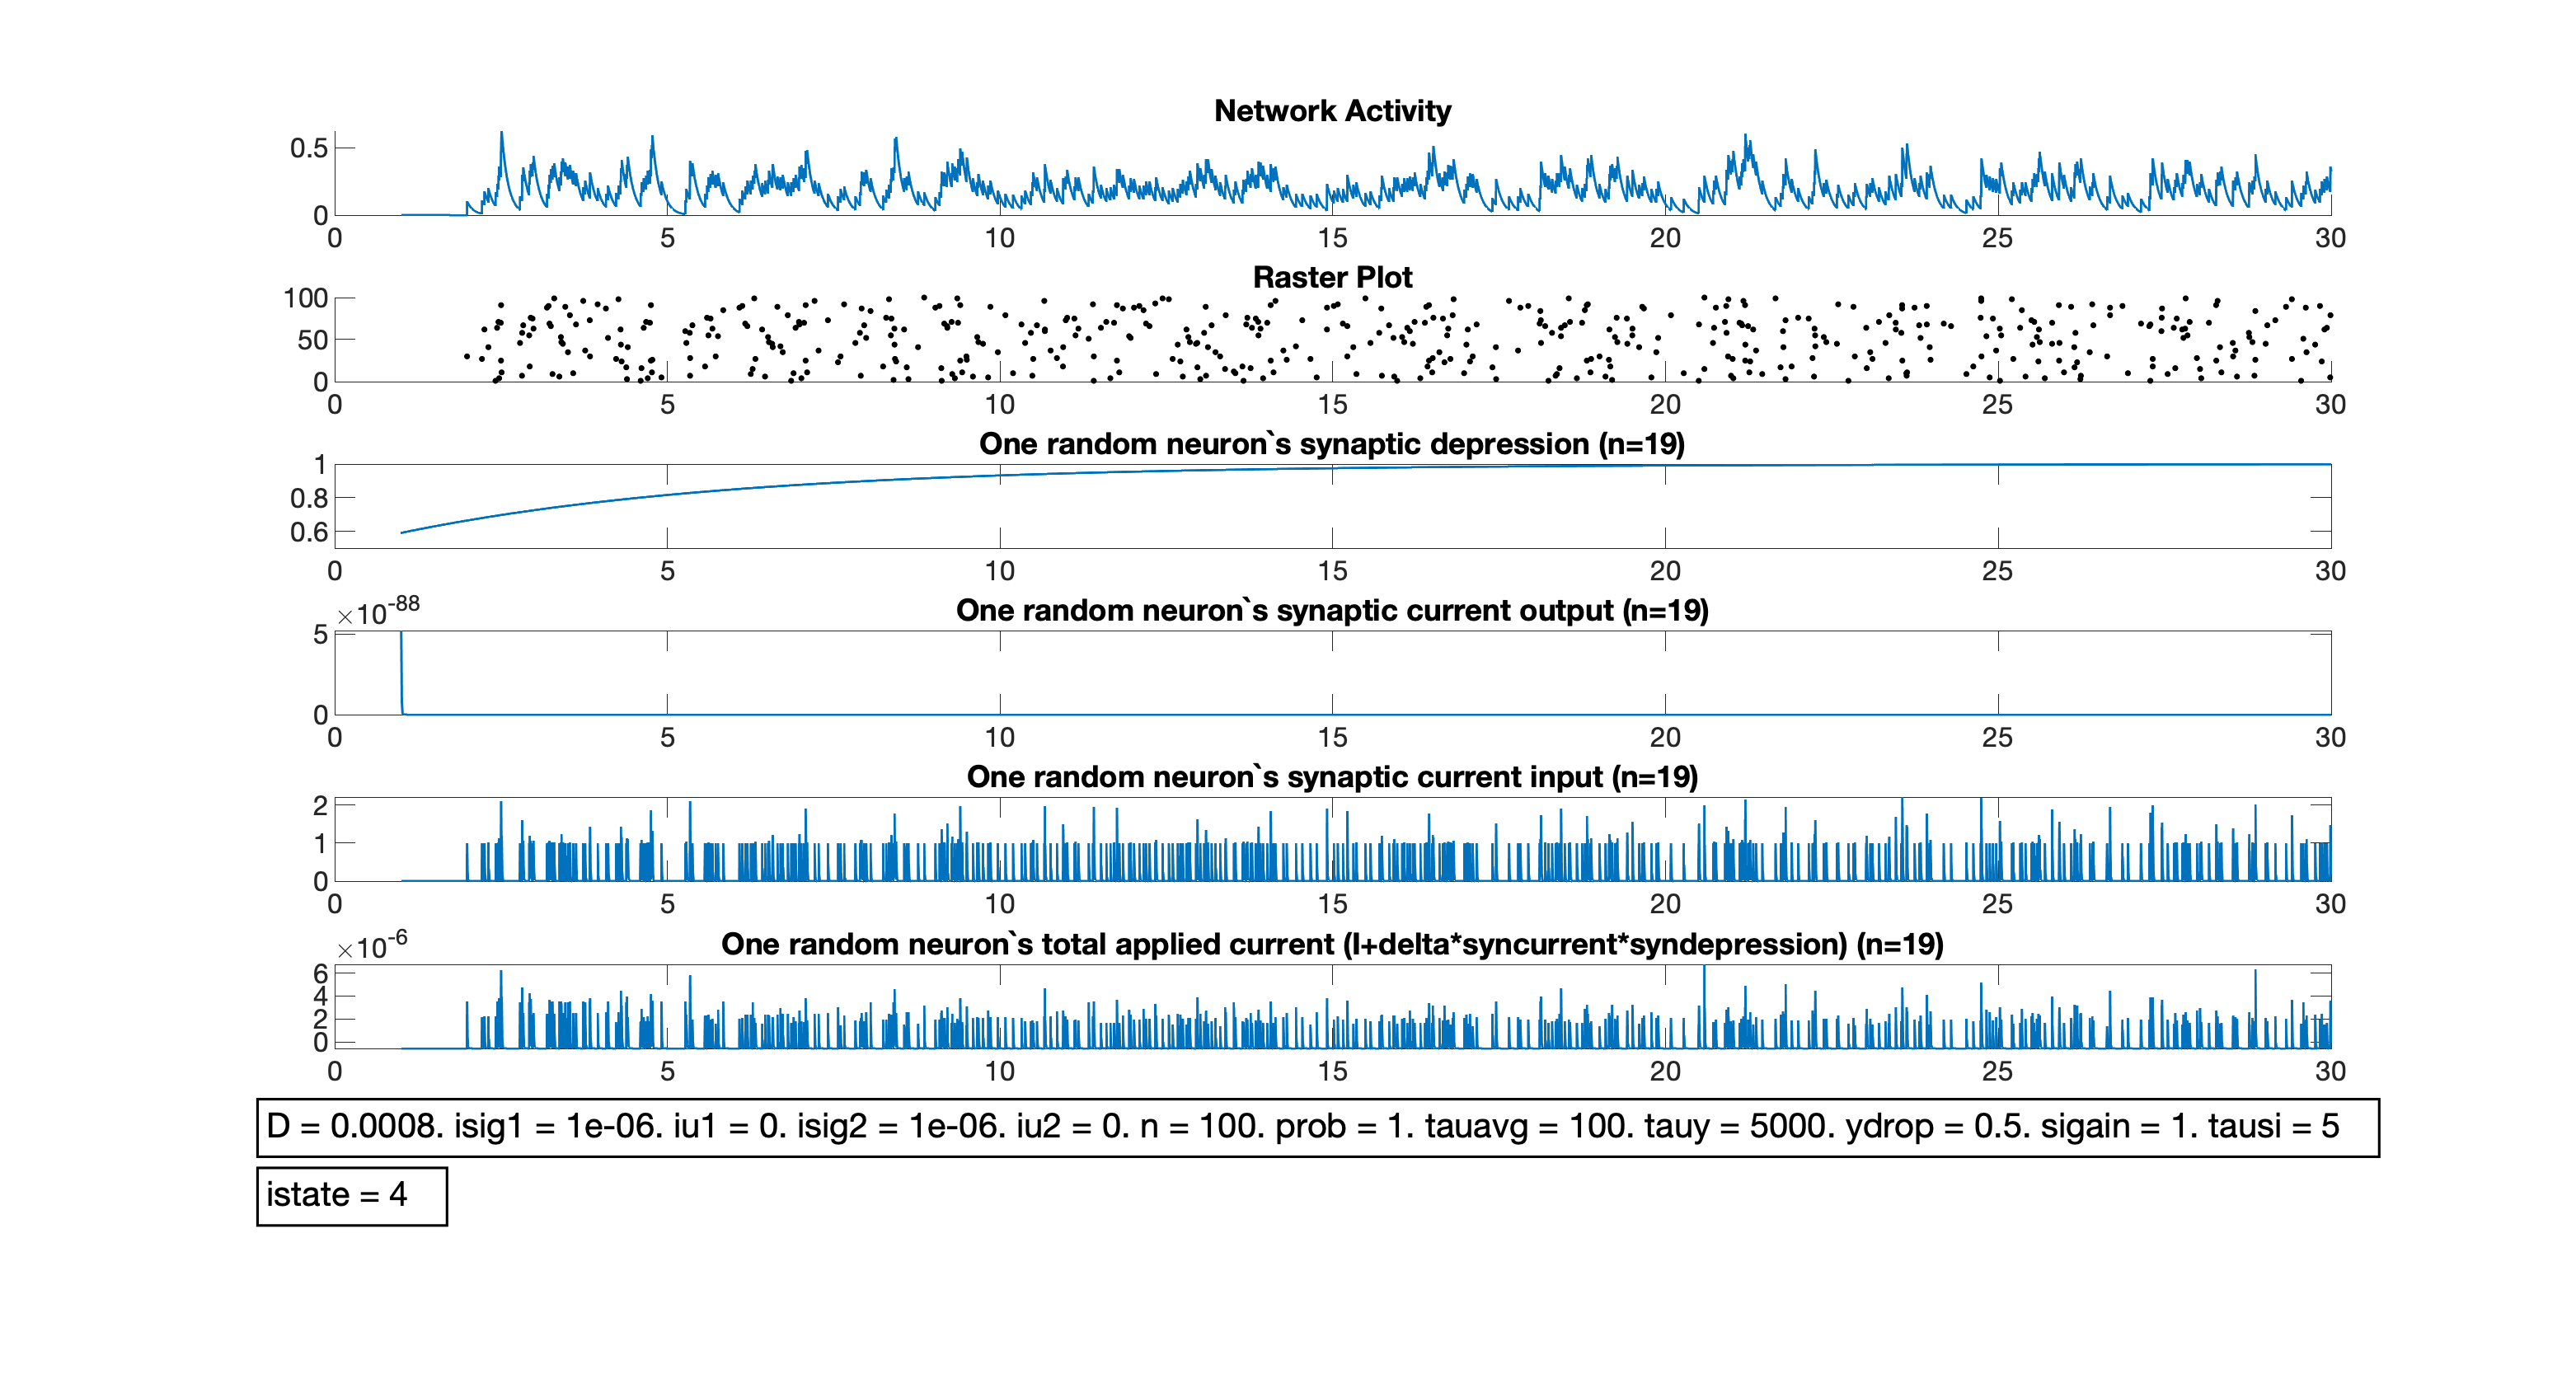 Network Activity
0.5
0
0 5 10 15 20 25 30
Raster Plot
100
50
0
0 5 10 15 20 25 30
One random neuron`s synaptic depression (n=19)
1
0.8
0.6
0 5 10 15 20 25 30
×10-88
One random neuron`s synaptic current output (n=19)
5
0
0 5 10 15 20 25 30
One random neuron`s synaptic current input (n=19)
2
1
0
0 5 10 15 20 25 30
×10-6
One random neuron`s total applied current (I+delta*syncurrent*syndepression) (n=19)
6
4
2
0
0 5 10 15 20 25 30
D = 0.0008. isig1 = 1e-06. iu1 = 0. isig2 = 1e-06. iu2 = 0. n = 100. prob = 1. tauavg = 100. tauy = 5000. ydrop = 0.5. sigain = 1. tausi = 5
istate = 4